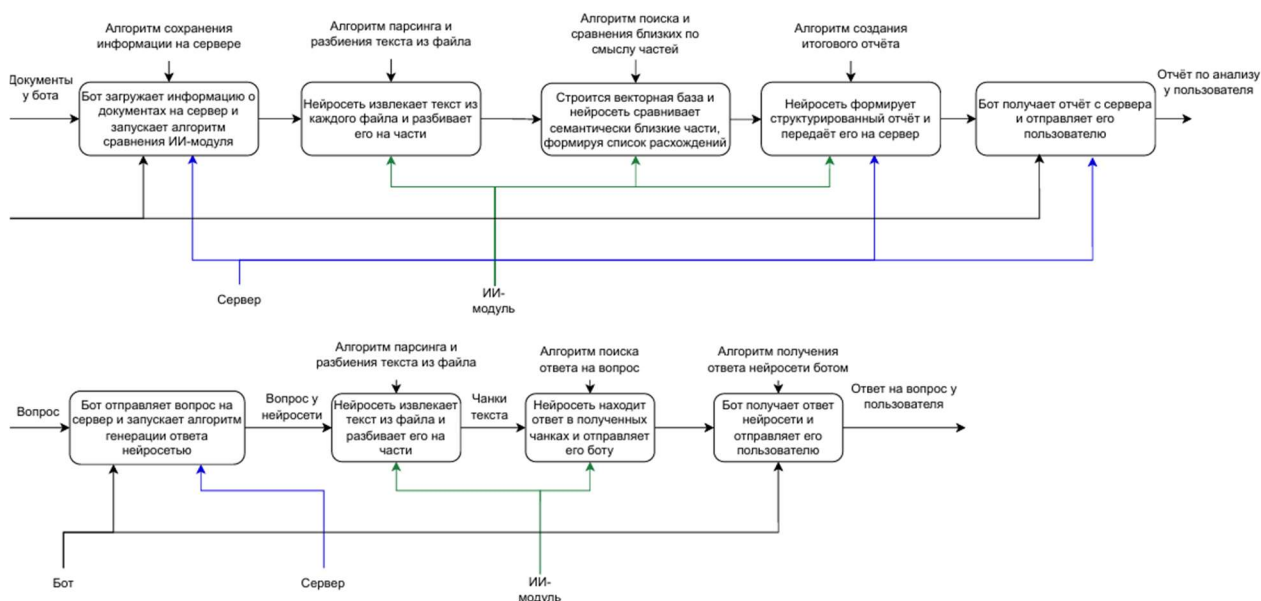 Алгоритм сохранения
информации на сервере
Алгоритм парсинга и
разбиения текста из файла
Алгоритм поиска и
сравнения близких по
смыслу частей
Алгоритм создания
итогового отчёта
Документы
у бота
Бот загружает информацию о
документах на сервер и
запускает алгоритм
сравнения ИИ-модуля
Нейросеть извлекает текст из
каждого файла и разбивает
его на части
Строится векторная база и
нейросеть сравнивает
семантически близкие части,
формируя список расхождений
Нейросеть формирует
структурированный отчёт и
передаёт его на сервер
Бот получает отчёт с сервера
и отправляет его
пользователю
Отчёт по анализу
у пользователя
Сервер
ИИ-
модуль
Алгоритм парсинга и
разбиения текста из файла
Алгоритм поиска
ответа на вопрос
Алгоритм получения
ответа нейросети ботом
Вопрос
Бот отправляет вопрос на
сервер и запускает алгоритм
генерации ответа
нейросетью
Вопрос у
нейросети
Нейросеть извлекает
текст из файла и
разбивает его на
части
Чанки
текста
Нейросеть находит
ответ в полученных
чанках и отправляет
его боту
Бот получает ответ
нейросети и
отправляет его
пользователю
Ответ на вопрос у
пользователя
Бот
Сервер
ИИ-
модуль